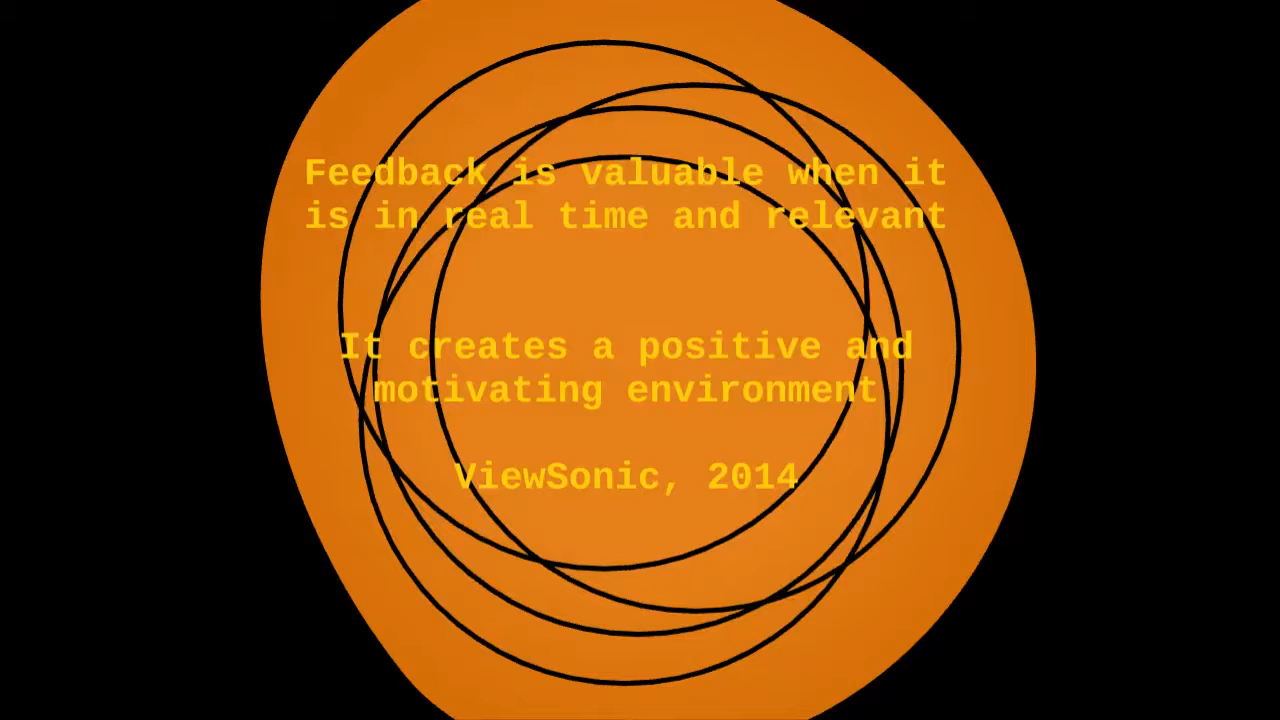 Feedback is valuable when it
is in real time and relevant
It creates a positive and
motivating environment
ViewSonic, 2014